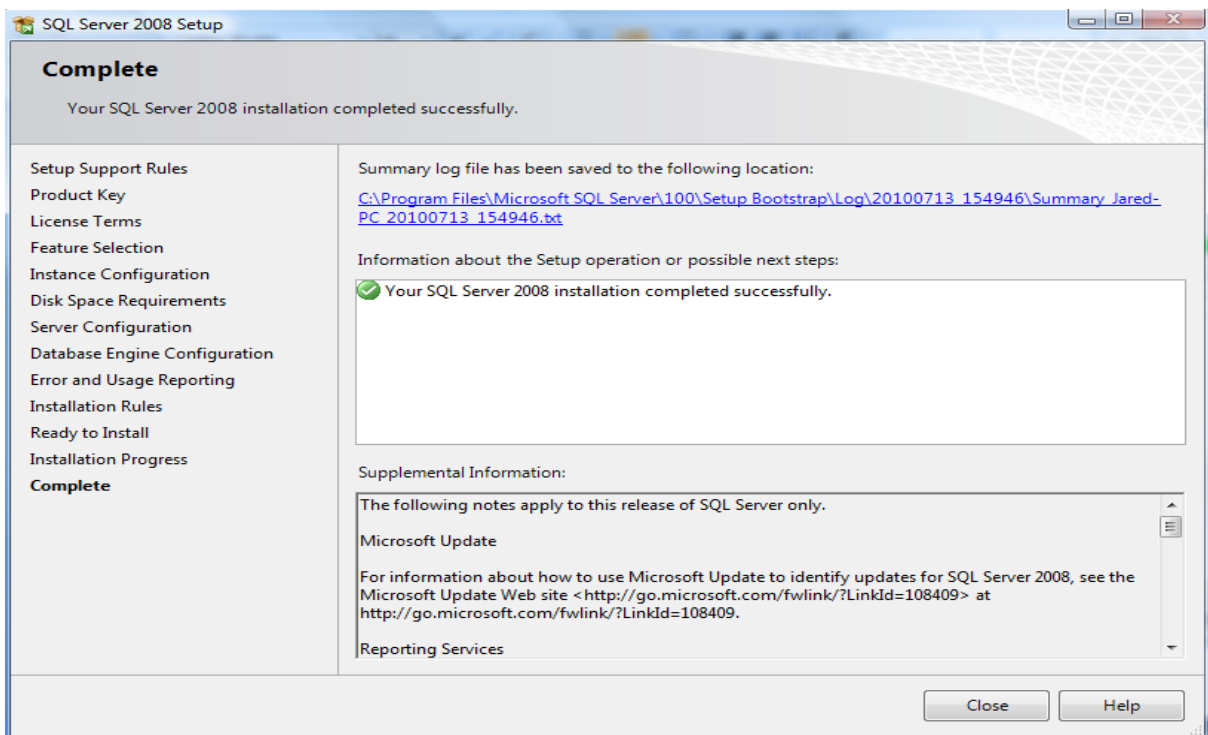 SQL Server 2008 Setup
Complete
Your SQL Server 2008 installation completed successfully.
Setup Support Rules
Product Key
License Terms
Feature Selection
Instance Configuration
Disk Space Requirements
Server Configuration
Database Engine Configuration
Error and Usage Reporting
Installation Rules
Ready to Install
Installation Progress
Complete
Summary log file has been saved to the following location:
C:\Program Files\Microsoft SQL Server\100\Setup Bootstrap\Log\20100713_154946\Summary_Jared-
PC_20100713_154946.txt
Information about the Setup operation or possible next steps:
Your SQL Server 2008 installation completed successfully.
Supplemental Information:
The following notes apply to this release of SQL Server only.
Microsoft Update
For information about how to use Microsoft Update to identify updates for SQL Server 2008, see the
Microsoft Update Web site <http://go.microsoft.com/fwlink/?LinkId=108409> at
http://go.microsoft.com/fwlink/?LinkId=108409.
Reporting Services
Close
Help